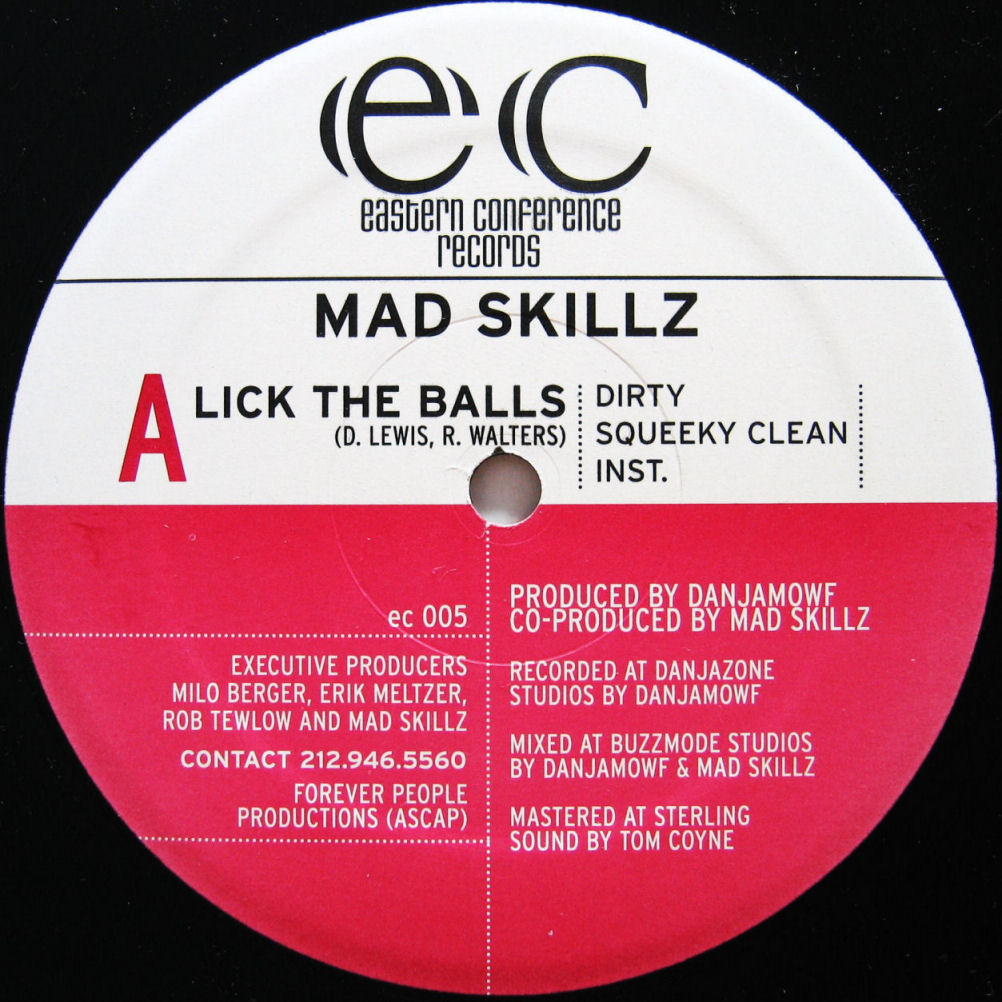 ec
eastern conference
records
MAD SKILLZ
A
LICK THE BALLS
(D. LEWIS, R. WALTERS)
DIRTY
SQUEEKY CLEAN
INST.
ec 005
EXECUTIVE PRODUCERS
MILO BERGER, ERIK MELTZER,
ROB TEWLOW AND MAD SKILLZ
CONTACT 212.946.5560
FOREVER PEOPLE
PRODUCTIONS (ASCAP)
PRODUCED BY DANJAMOWF
CO-PRODUCED BY MAD SKILLZ
RECORDED AT DANJAZONE
STUDIOS BY DANJAMOWF
MIXED AT BUZZMODE STUDIOS
BY DANJAMOWF & MAD SKILLZ
MASTERED AT STERLING
SOUND BY TOM COYNE